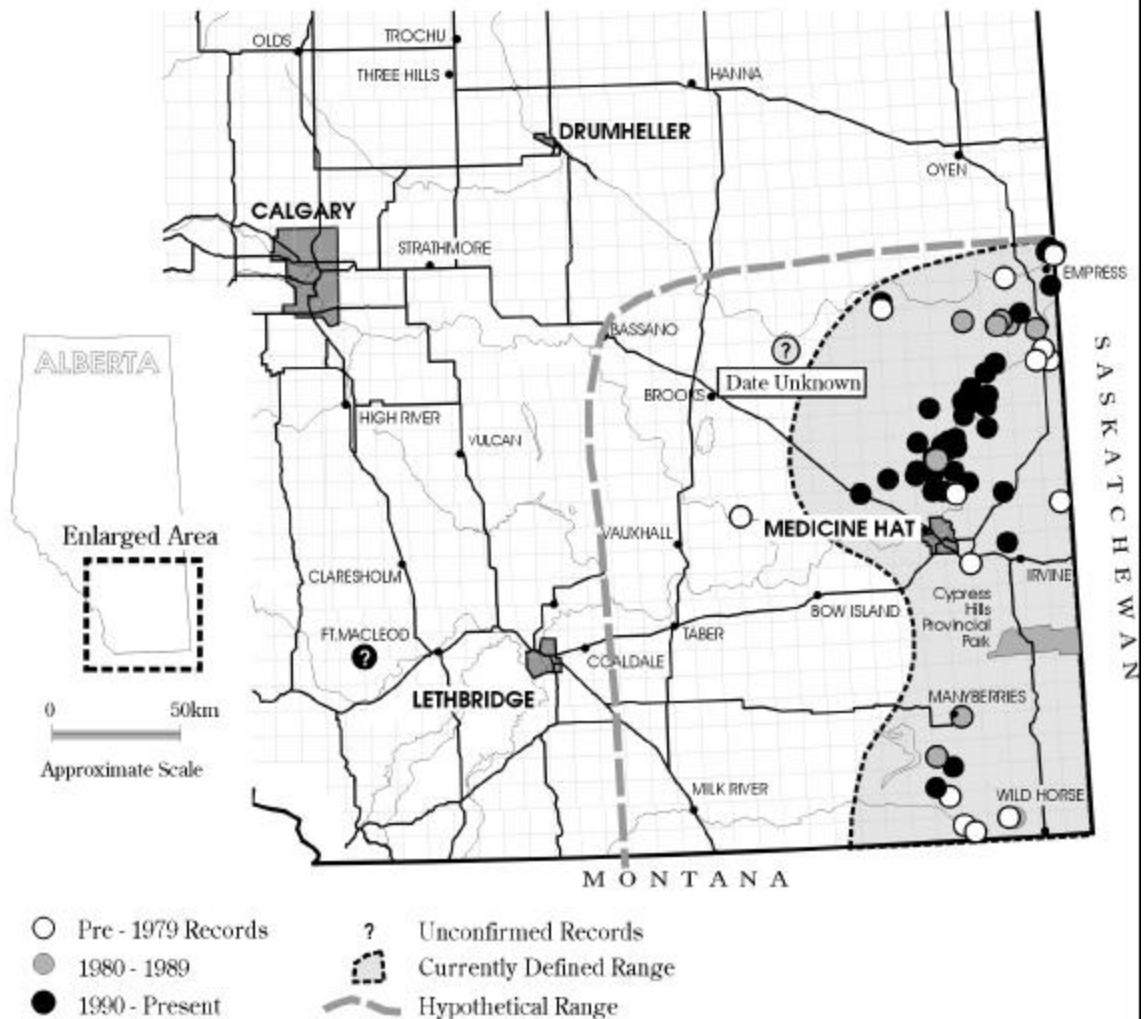 OLDS
TROCHU
THREE HILLS
HANNA
DRUMHELLER
OYEN
CALGARY
STRATHMORE
EMPRESS
BASSANO
?
ALBERTA
Date Unknown
BROOKS
HIGH RIVER
VULCAN
SASKATCHEWAN
Enlarged Area
VAUXHALL
MEDICINE HAT
CLARESHOLM
IRVINE
BOW ISLAND
Cypress
Hills
Provincial
Park
FT.MACLEOD
?
TABER
COALDALE
LETHBRIDGE
MANYBERRIES
0 50km
Approximate Scale
MILK RIVER
WILD HORSE
MONTANA
Pre - 1979 Records
1980 - 1989
1990 - Present
? Unconfirmed Records
Currently Defined Range
Hypothetical Range